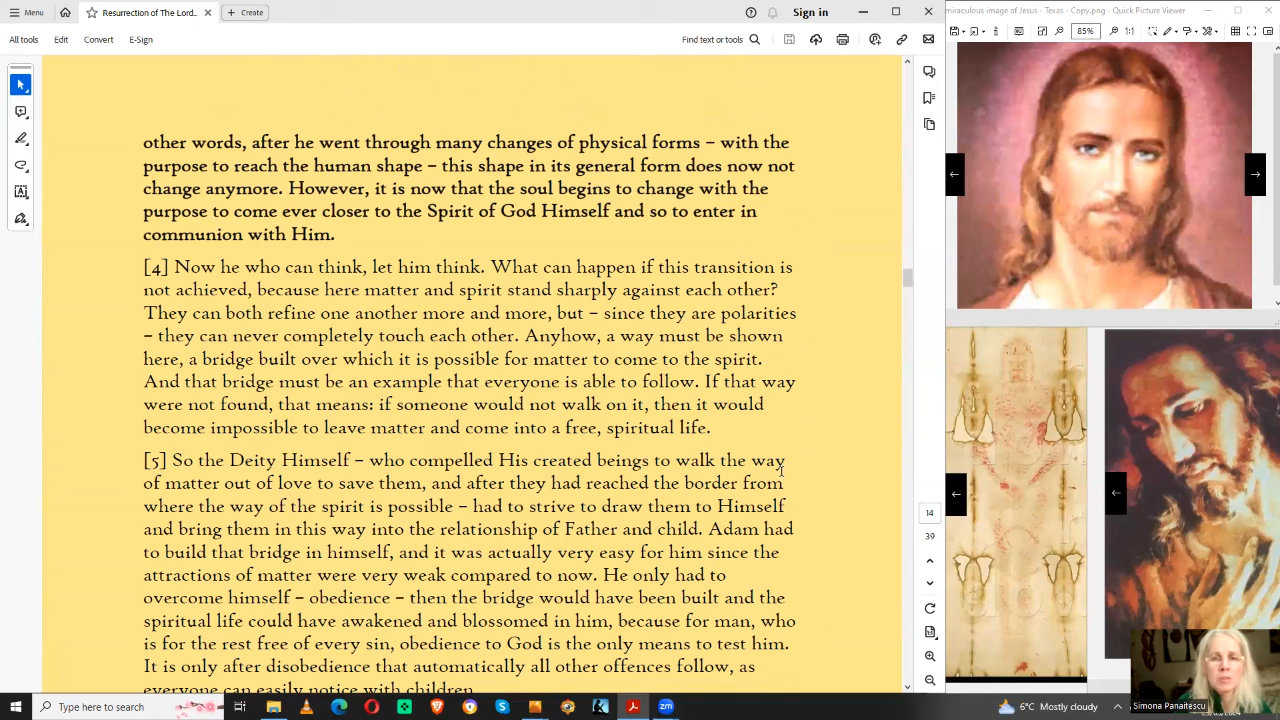 Menu
Resurrection of The Lord...
Create
Sign in
All tools Edit Convert E-Sign
Find text or tools
miraculous image of Jesus - Texas - Copy.png - Quick Picture Viewer
85%
1:1
other words, after he went through many changes of physical forms – with the
purpose to reach the human shape – this shape in its general form does now not
change anymore. However, it is now that the soul begins to change with the
purpose to come ever closer to the Spirit of God Himself and so to enter in
communion with Him.
[4] Now he who can think, let him think. What can happen if this transition is
not achieved, because here matter and spirit stand sharply against each other?
They can both refine one another more and more, but – since they are polarities
– they can never completely touch each other. Anyhow, a way must be shown
here, a bridge built over which it is possible for matter to come to the spirit.
And that bridge must be an example that everyone is able to follow. If that way
were not found, that means: if someone would not walk on it, then it would
become impossible to leave matter and come into a free, spiritual life.
[5] So the Deity Himself – who compelled His created beings to walk the way
of matter out of love to save them, and after they had reached the border from
where the way of the spirit is possible – had to strive to draw them to Himself
and bring them in this way into the relationship of Father and child. Adam had
to build that bridge in himself, and it was actually very easy for him since the
attractions of matter were very weak compared to now. He only had to
overcome himself – obedience – then the bridge would have been built and the
spiritual life could have awakened and blossomed in him, because for man, who
is for the rest free of every sin, obedience to God is the only means to test him.
It is only after disobedience that automatically all other offences follow, as
everyone can easily notice with children.
14
39
Type here to search
6°C Mostly cloudy
Simona Panaitescu